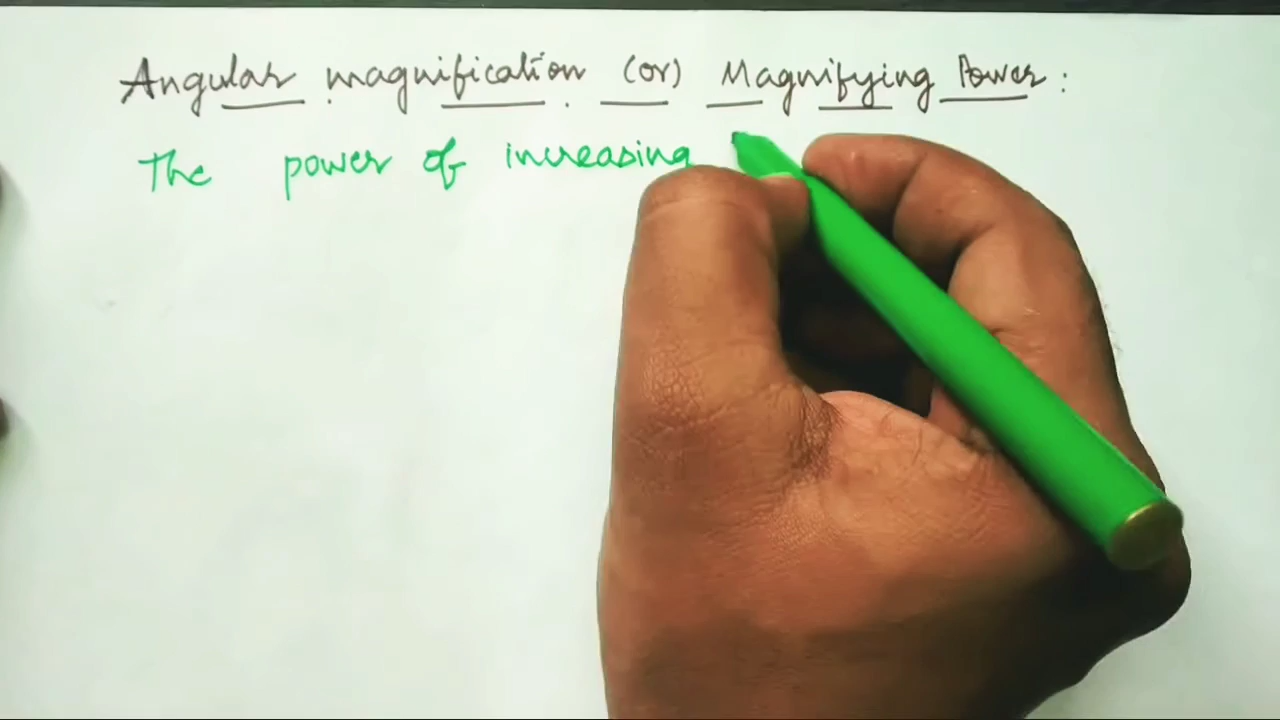 Angular magnification (or) Magnifying Power :
The power of increasing